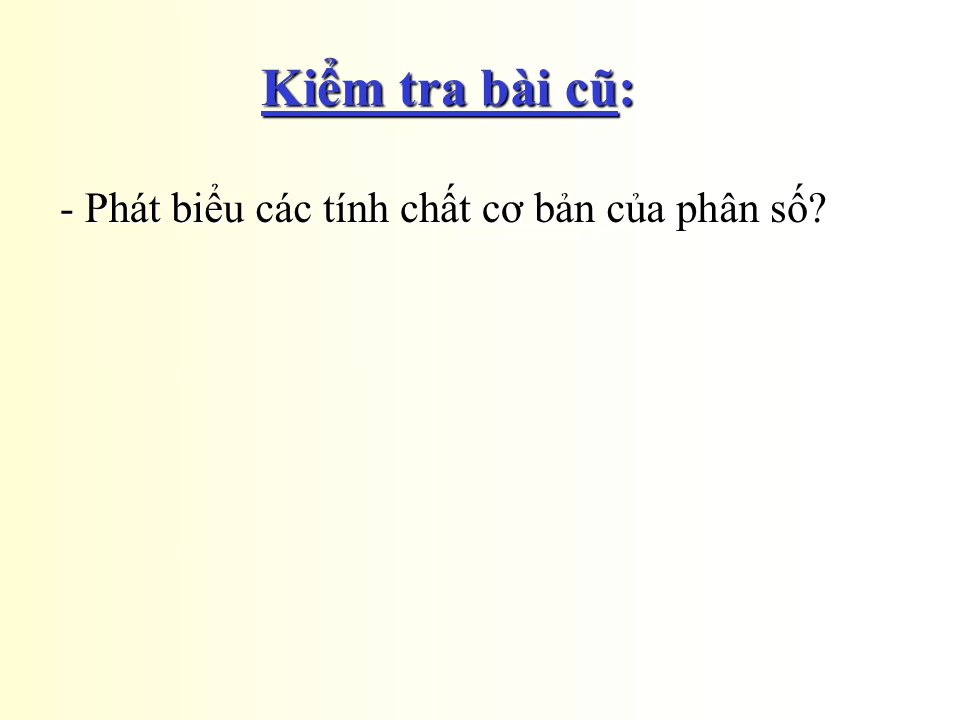 Kiểm tra bài cũ:
- Phát biểu các tính chất cơ bản của phân số?